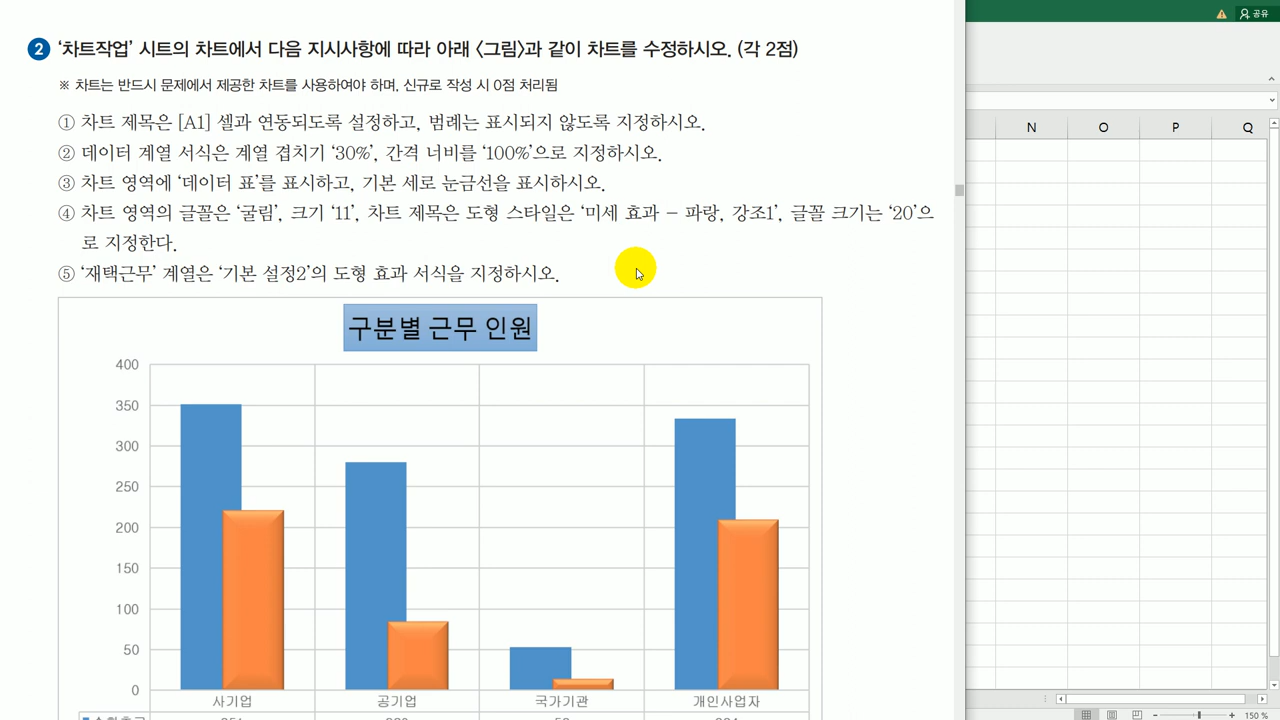 공유
2 '차트작업' 시트의 차트에서 다음 지시사항에 따라 아래 <그림>과 같이 차트를 수정하시오. (각 2점)
※ 차트는 반드시 문제에서 제공한 차트를 사용하여야 하며, 신규로 작성 시 0점 처리됨
① 차트 제목은 [A1] 셀과 연동되도록 설정하고, 범례는 표시되지 않도록 지정하시오.
② 데이터 계열 서식은 계열 겹치기 '30%', 간격 너비를 '100%'으로 지정하시오.
③ 차트 영역에 '데이터 표'를 표시하고, 기본 세로 눈금선을 표시하시오.
④ 차트 영역의 글꼴은 '굴림', 크기 '11', 차트 제목은 도형 스타일은 '미세 효과 – 파랑, 강조1', 글꼴 크기는 '20'으
로 지정한다.
⑤ '재택근무' 계열은 '기본 설정2'의 도형 효과 서식을 지정하시오.
구분별 근무 인원
400
350
300
250
200
150
100
50
0
사기업 공기업 국가기관 개인사업자
N O P Q
150 %